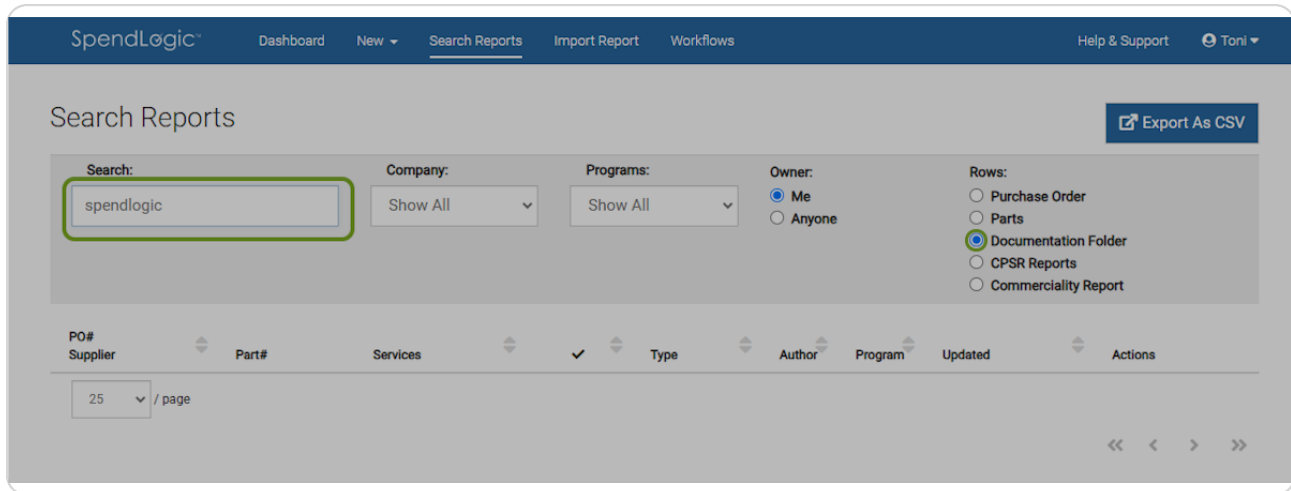 SpendLogic™ Dashboard New Search Reports Import Report Workflows Help & Support Toni
Search Reports
Export As CSV
Search: Company: Programs: Owner: Rows:
spendlogic Show All Show All Me Purchase Order
Anyone Parts
Documentation Folder
CPSR Reports
Commerciality Report
PO#
Supplier Part# Services Type Author Program Updated Actions
25 / page